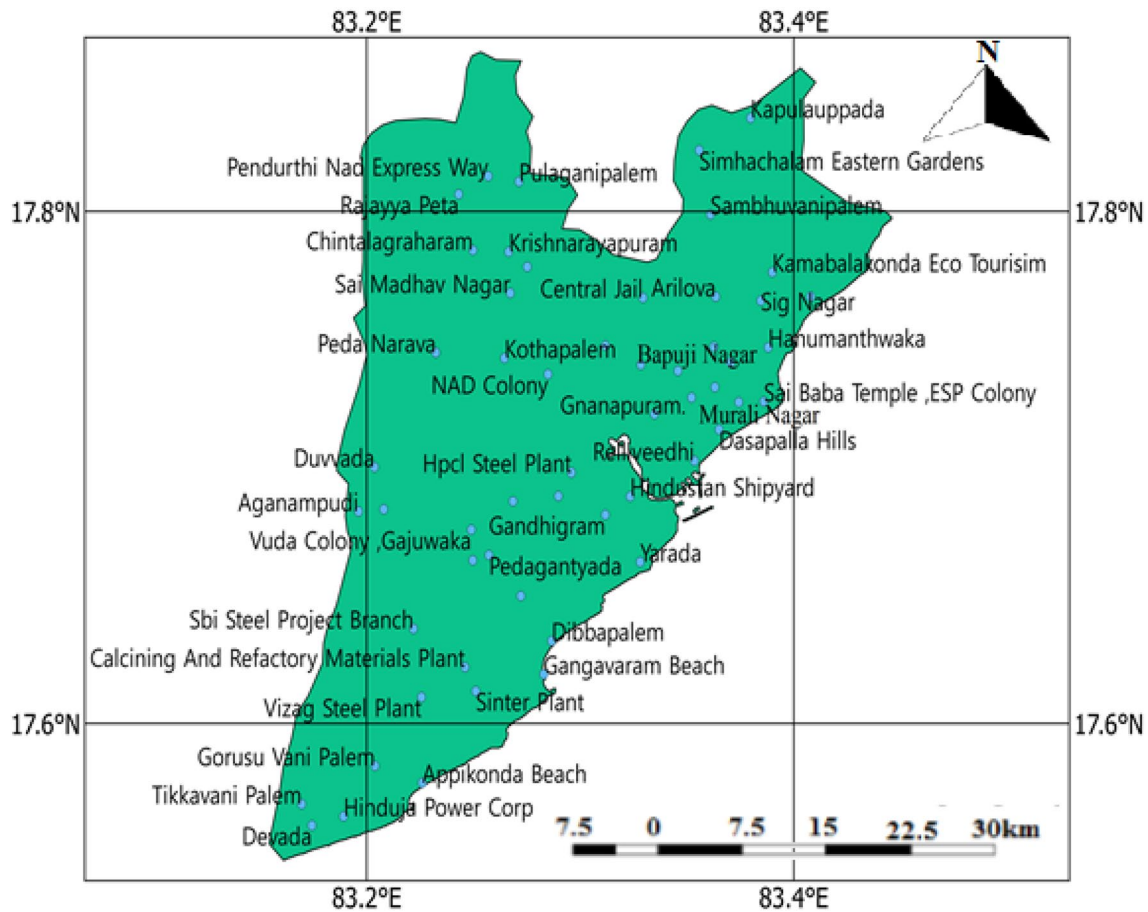 83.2°E
83.4°E
N
Kapulauppada
Pendurthi Nad Express Way
Pulaganipalem
Simhachalam Eastern Gardens
Rajayya Peta
Sambhuvanipalem
17.8°N
17.8°N
Chintalagraharam
Krishnarayapuram
Kamabalakonda Eco Tourisim
Sai Madhav Nagar
Central Jail Arilova
Sig Nagar
Peda Narava
Kothapalem
Bapuji Nagar
Hanumanthwaka
NAD Colony
Gnanapuram.
Sai Baba Temple ,ESP Colony
Murali Nagar
Dasapalla Hills
Duvvada
Hpcl Steel Plant
Relliveedhi
Hindustan Shipyard
Aganampudi
Gandhigram
Vuda Colony ,Gajuwaka
Yarada
Pedagantyada
Sbi Steel Project Branch
Dibbapalem
Calcining And Refactory Materials Plant
Gangavaram Beach
Vizag Steel Plant
Sinter Plant
17.6°N
17.6°N
Gorusu Vani Palem
Appikonda Beach
Tikkavani Palem
Hinduja Power Corp
Devada
7.5 0 7.5 15 22.5 30km
83.2°E
83.4°E